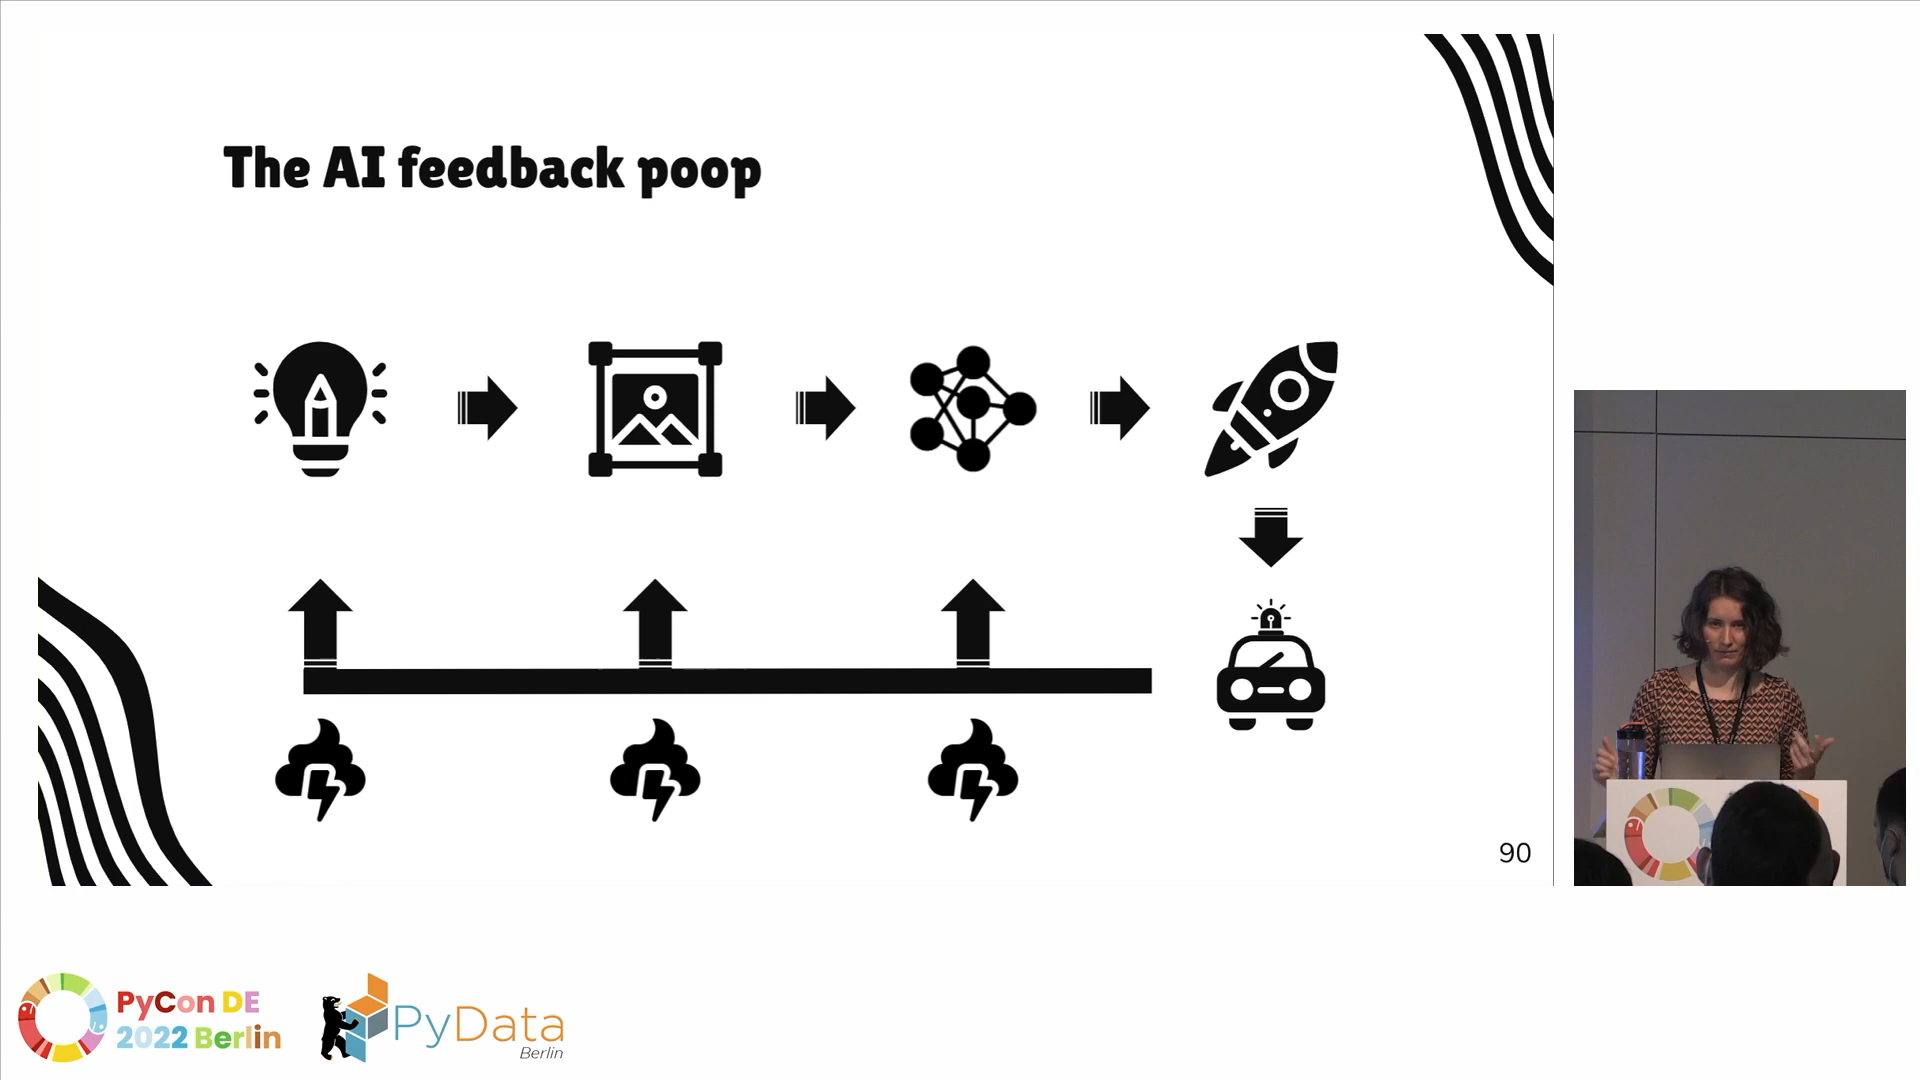 The AI feedback poop
90
PyCon DE
2022 Berlin
PyData
Berlin